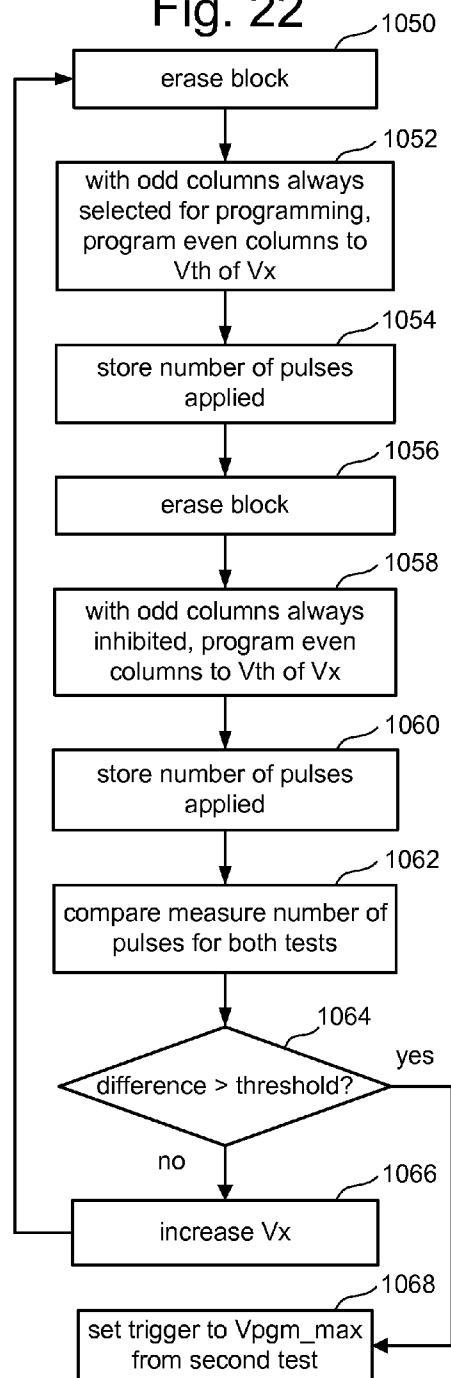 Fig. 22
1050
erase block
1052
with odd columns always
selected for programming,
program even columns to
Vth of Vx
1054
store number of pulses
applied
1056
erase block
1058
with odd columns always
inhibited, program even
columns to Vth of Vx
1060
store number of pulses
applied
1062
compare measure number of
pulses for both tests
1064
difference > threshold?
yes
no
1066
increase Vx
1068
set trigger to Vpgm_max
from second test